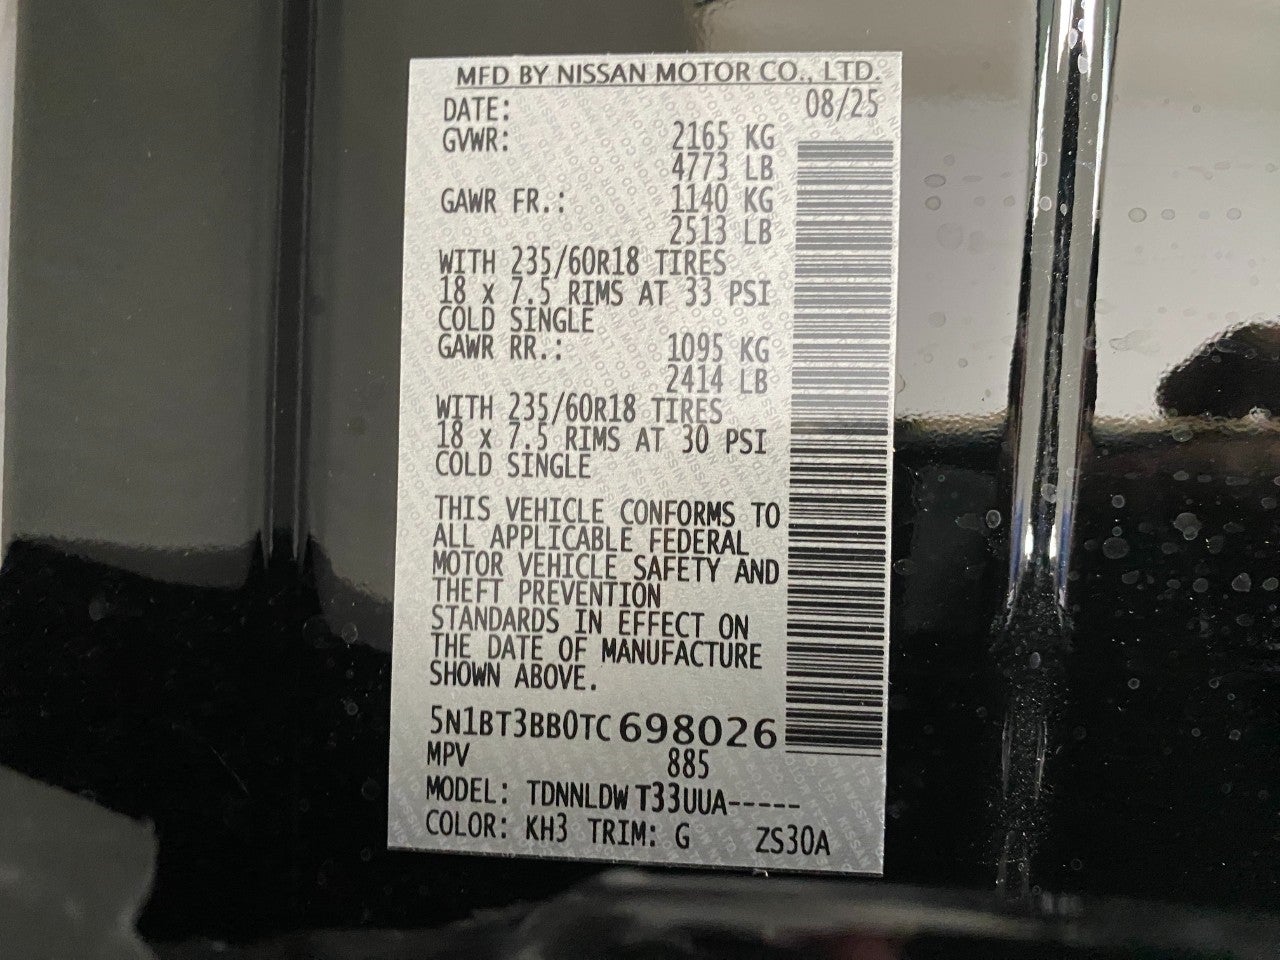 MFD BY NISSAN MOTOR CO., LTD.
DATE: 08/25
GVWR: 2165 KG
4773 LB
GAWR FR.: 1140 KG
2513 LB
WITH 235/60R18 TIRES
18 x 7.5 RIMS AT 33 PSI
COLD SINGLE
GAWR RR.: 1095 KG
2414 LB
WITH 235/60R18 TIRES
18 x 7.5 RIMS AT 30 PSI
COLD SINGLE
THIS VEHICLE CONFORMS TO
ALL APPLICABLE FEDERAL
MOTOR VEHICLE SAFETY AND
THEFT PREVENTION
STANDARDS IN EFFECT ON
THE DATE OF MANUFACTURE
SHOWN ABOVE.
5N1BT3BB0TC698026
MPV 885
MODEL: TDNNLDWT33UUA-----
COLOR: KH3 TRIM: G ZS30A